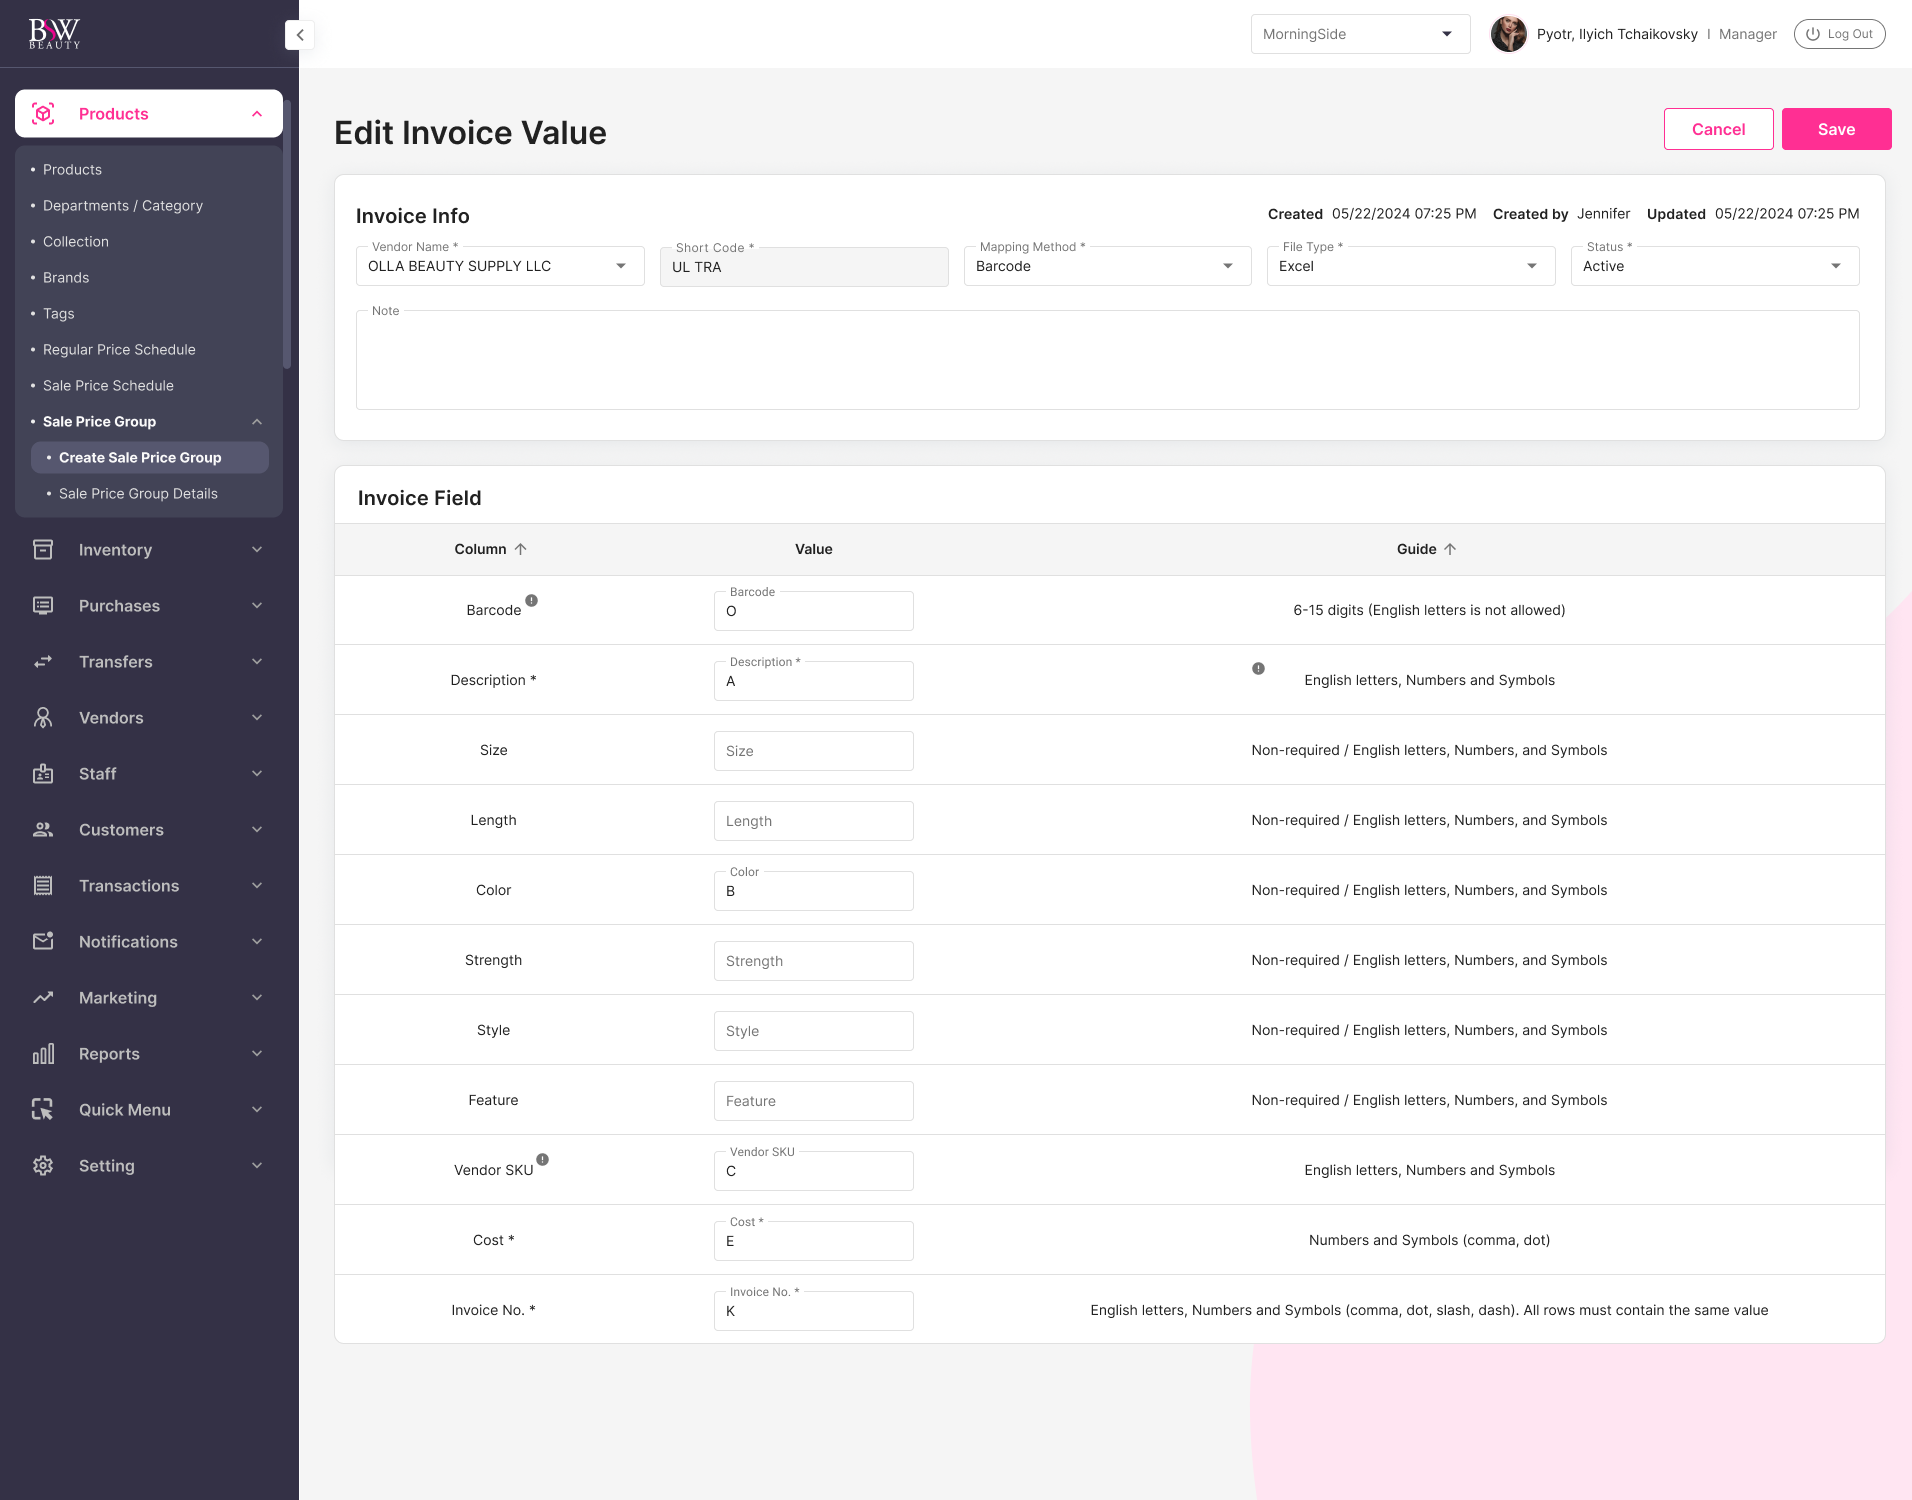 BSW
BEAUTY
MorningSide
Pyotr, Ilyich Tchaikovsky | Manager
Log Out
Products
• Products
• Departments / Category
• Collection
• Brands
• Tags
• Regular Price Schedule
• Sale Price Schedule
• Sale Price Group
• Create Sale Price Group
• Sale Price Group Details
Inventory
Purchases
Transfers
Vendors
Staff
Customers
Transactions
Notifications
Marketing
Reports
Quick Menu
Setting
Edit Invoice Value
Cancel
Save
Invoice Info
Created 05/22/2024 07:25 PM Created by Jennifer Updated 05/22/2024 07:25 PM
Vendor Name *
OLLA BEAUTY SUPPLY LLC
Short Code *
UL TRA
Mapping Method *
Barcode
File Type *
Excel
Status *
Active
Note
Invoice Field
Column Value Guide
Barcode
Barcode
O
6-15 digits (English letters is not allowed)
Description *
Description *
A
English letters, Numbers and Symbols
Size
Size
Non-required / English letters, Numbers, and Symbols
Length
Length
Non-required / English letters, Numbers, and Symbols
Color
Color
B
Non-required / English letters, Numbers, and Symbols
Strength
Strength
Non-required / English letters, Numbers, and Symbols
Style
Style
Non-required / English letters, Numbers, and Symbols
Feature
Feature
Non-required / English letters, Numbers, and Symbols
Vendor SKU
Vendor SKU
C
English letters, Numbers and Symbols
Cost *
Cost *
E
Numbers and Symbols (comma, dot)
Invoice No. *
Invoice No. *
K
English letters, Numbers and Symbols (comma, dot, slash, dash). All rows must contain the same value